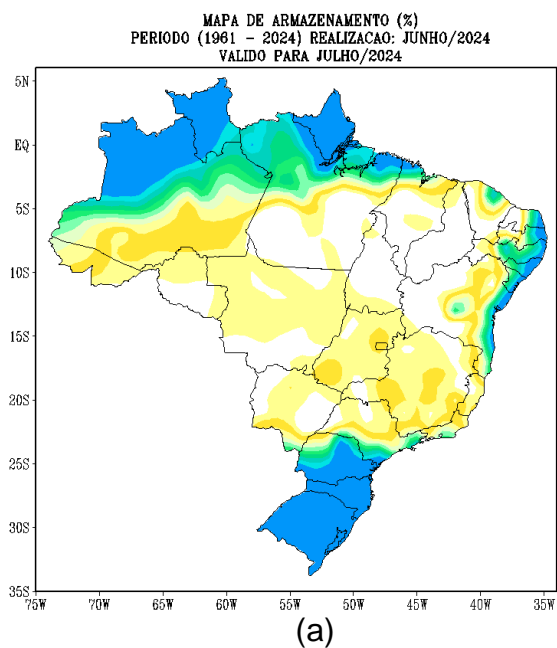 MAPA DE ARMAZENAMENTO (%)
PERIODO (1961 - 2024) REALIZACAO: JUNHO/2024
VALIDO PARA JULHO/2024
5N
EQ
5S
10S
15S
20S
25S
30S
35S
75W 70W 65W 60W 55W 50W 45W 40W 35W
(a)